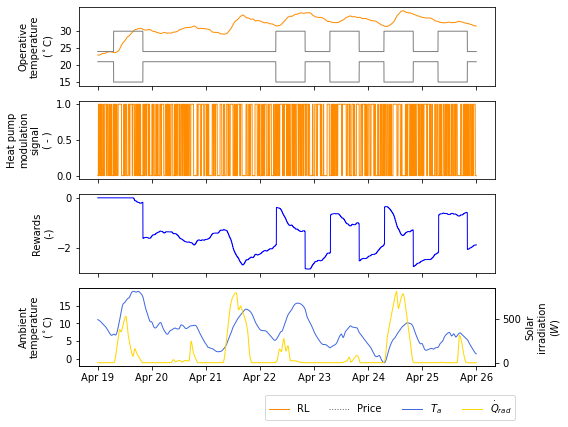 Operative
temperature
(°C)
30
25
20
15
Heat pump
modulation
signal
( - )
1.0
0.5
0.0
Rewards
(-)
0
−2
Ambient
temperature
(°C)
15
10
5
0
500
0
Solar
irradiation
(W)
Apr 19 Apr 20 Apr 21 Apr 22 Apr 23 Apr 24 Apr 25 Apr 26
RL Price T_a Q̇_rad